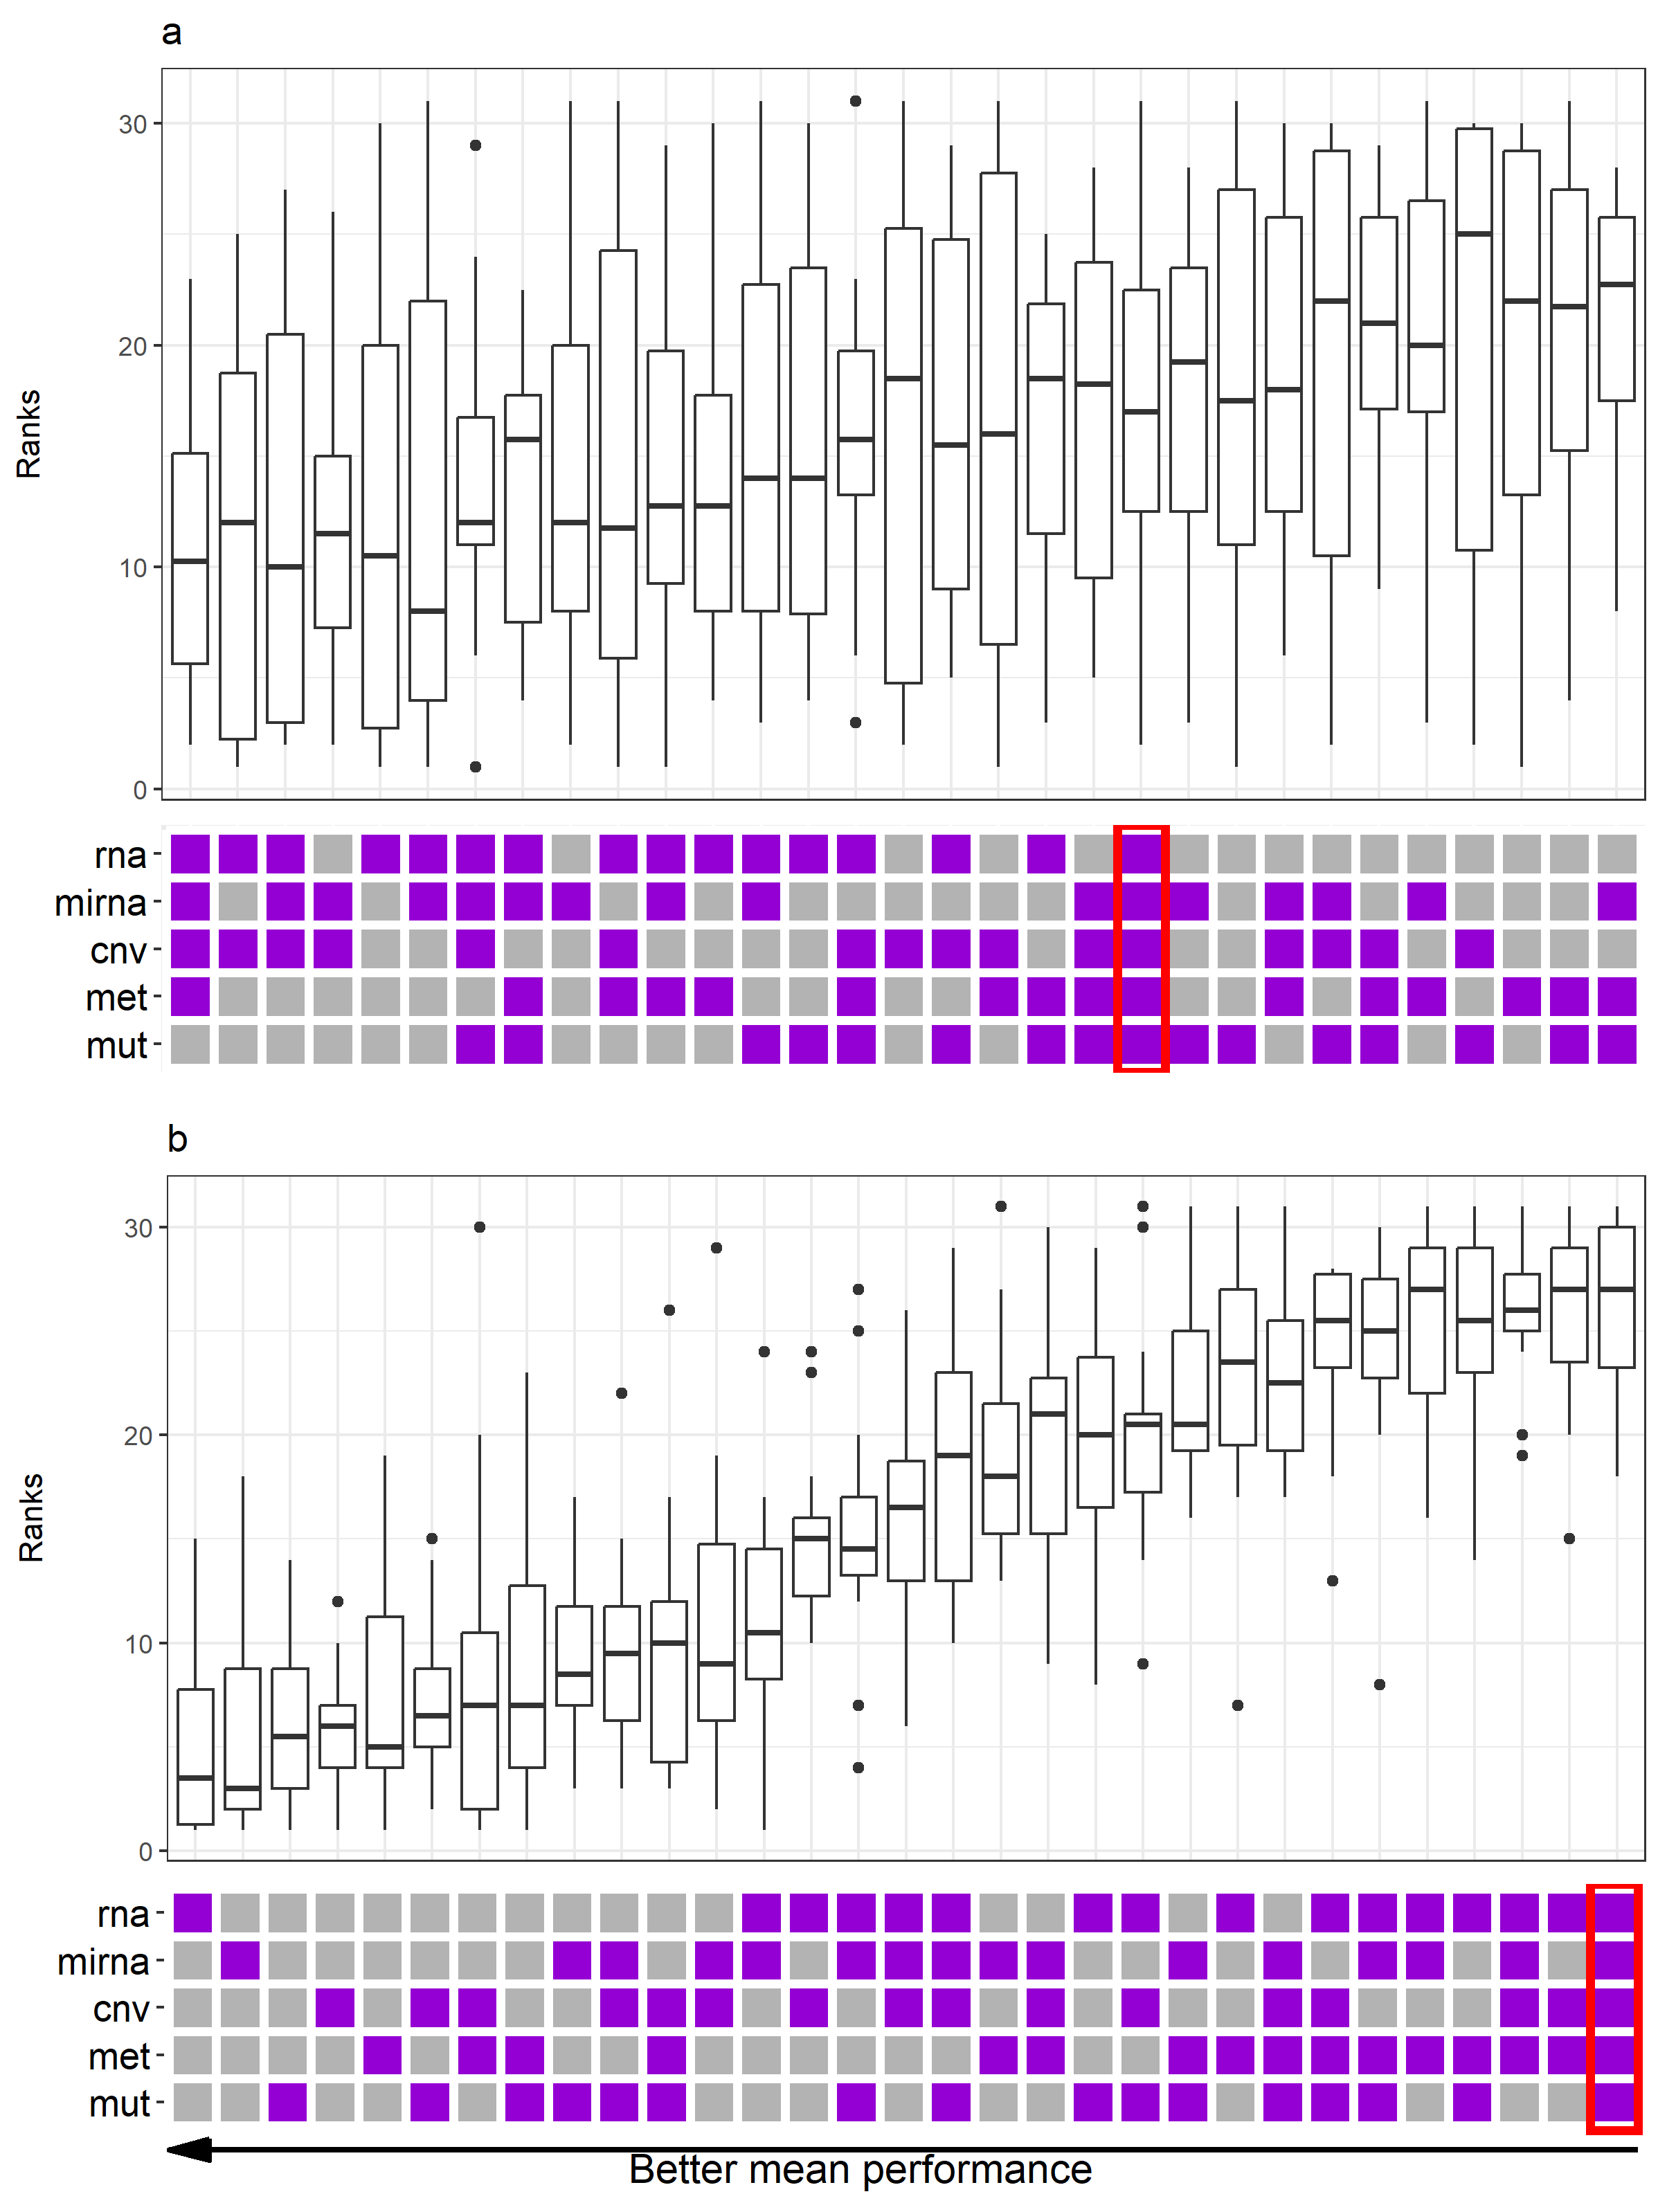 a
30
20
10
0
Ranks
rna
mirna
cnv
met
mut
b
30
20
10
0
Ranks
rna
mirna
cnv
met
mut
Better mean performance